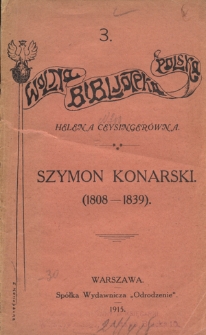 3.
WOLNA BIBLJOTEKA POLSKA
HELENA CEYSINGERÓWNA.
SZYMON KONARSKI.
(1808—1839).
WARSZAWA.
Spółka Wydawnicza „Odrodzenie”.
1915.